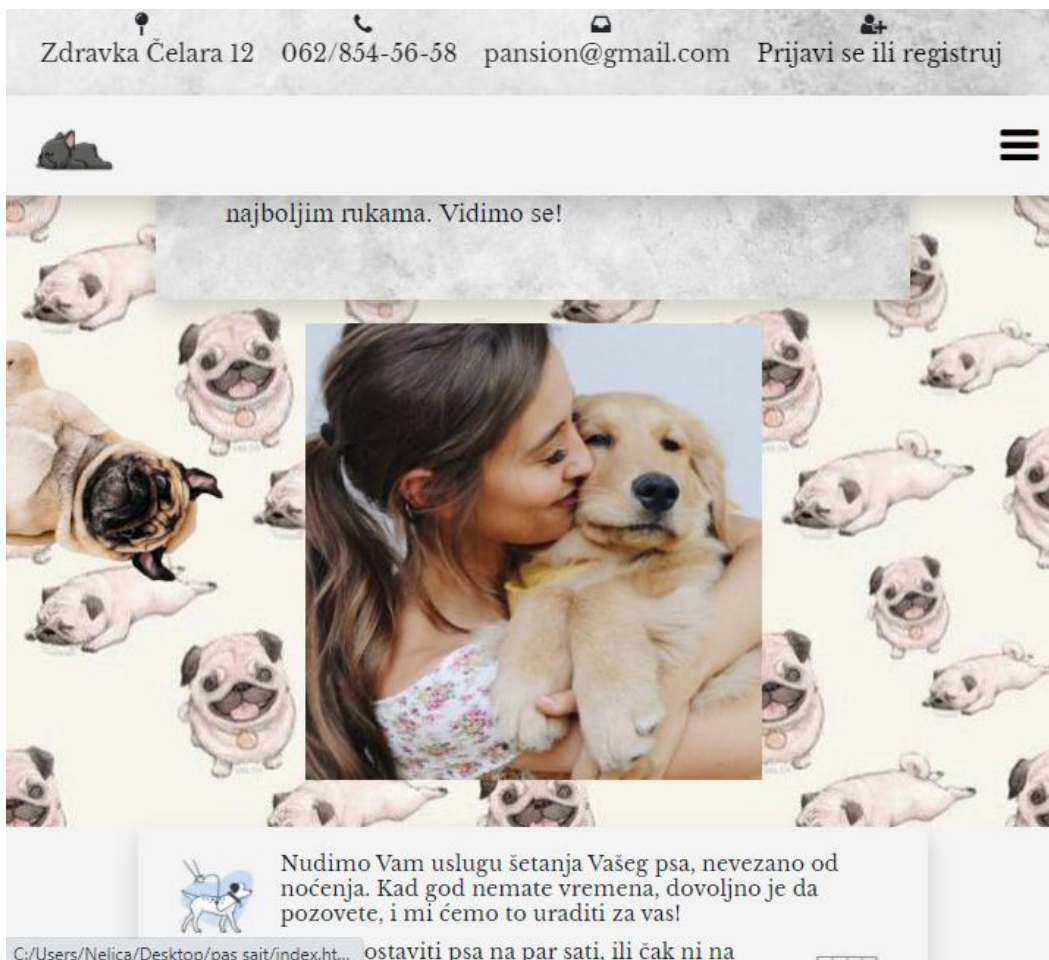 Zdravka Čelara 12
062/854-56-58
pansion@gmail.com
Prijavi se ili registruj
najboljim rukama. Vidimo se!
Nudimo Vam uslugu šetanja Vašeg psa, nevezano od
noćenja. Kad god nemate vremena, dovoljno je da
pozovete, i mi ćemo to uraditi za vas!
ostaviti psa na par sati, ili čak ni na
C:/Users/Nelica/Desktop/pas sajt/index.ht...